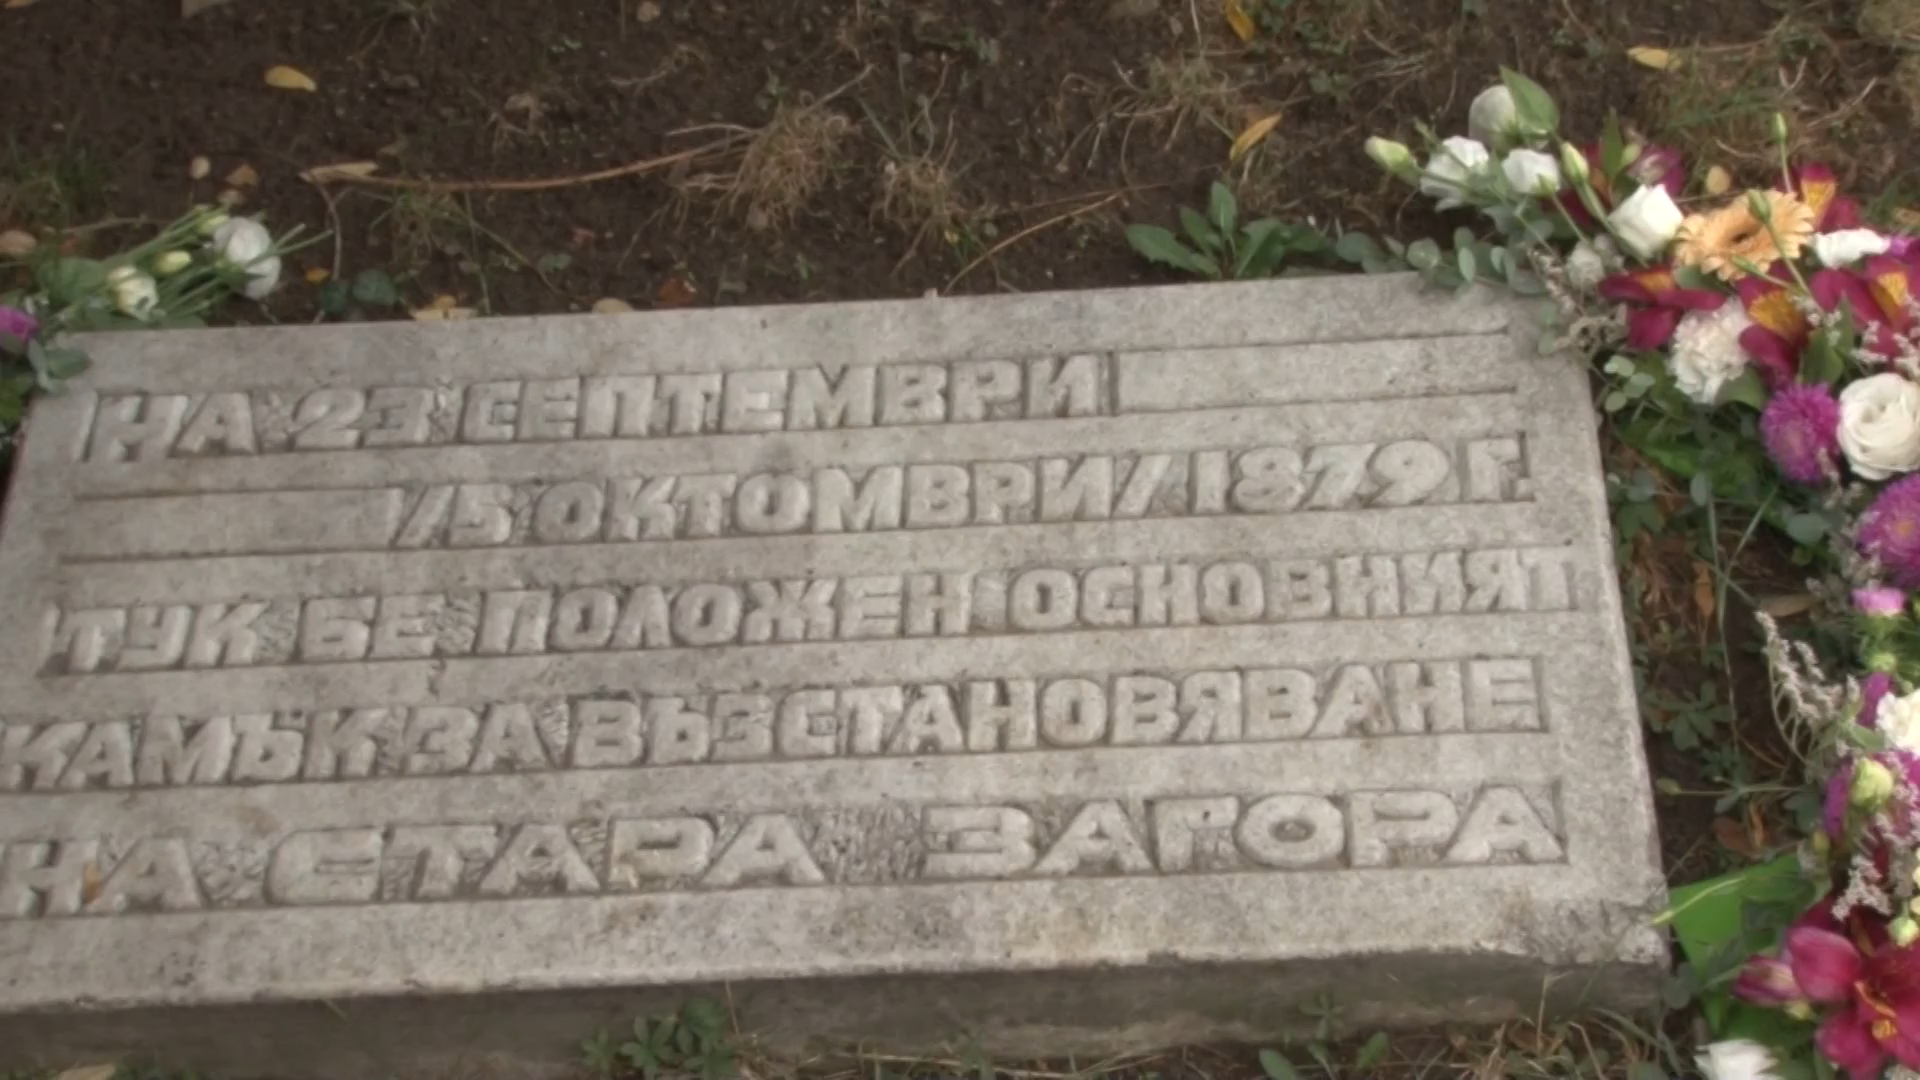 НА 23 СЕПТЕМВРИ
/5 ОКТОМВРИ/ 1879 Г.
ТУК БЕ ПОЛОЖЕН ОСНОВНИЯТ
КАМЪК ЗА ВЪЗСТАНОВЯВАНЕ
НА СТАРА ЗАГОРА